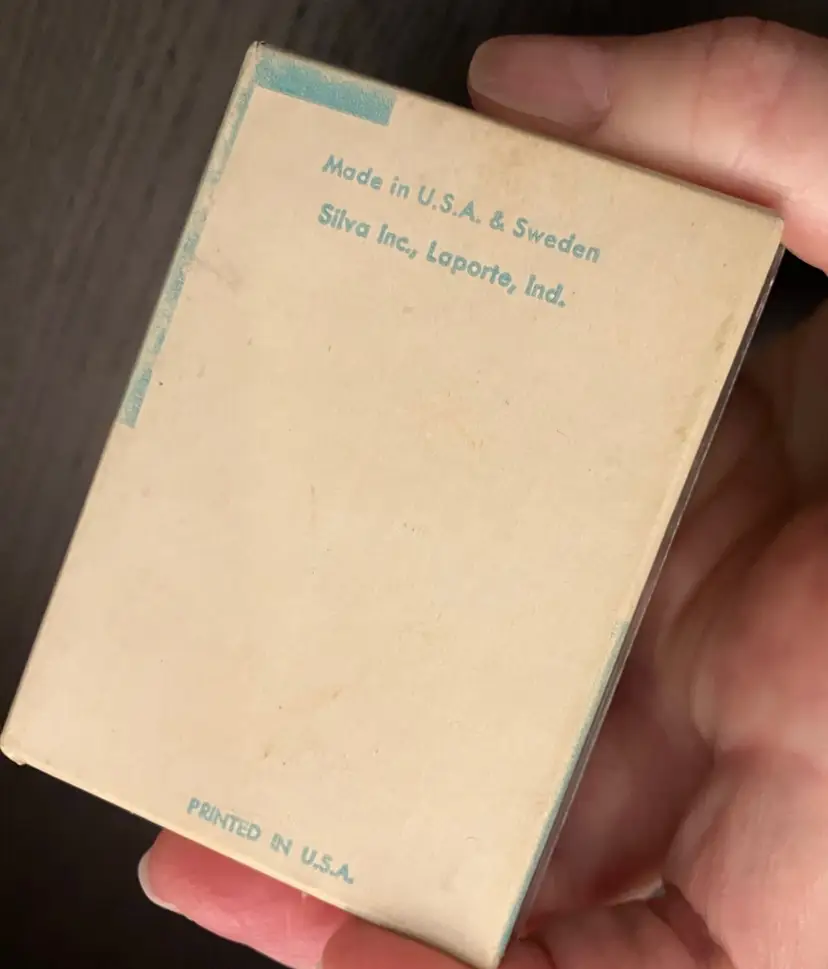 Made in U.S.A. & Sweden
Silva Inc., Laporte, Ind.
PRINTED IN U.S.A.